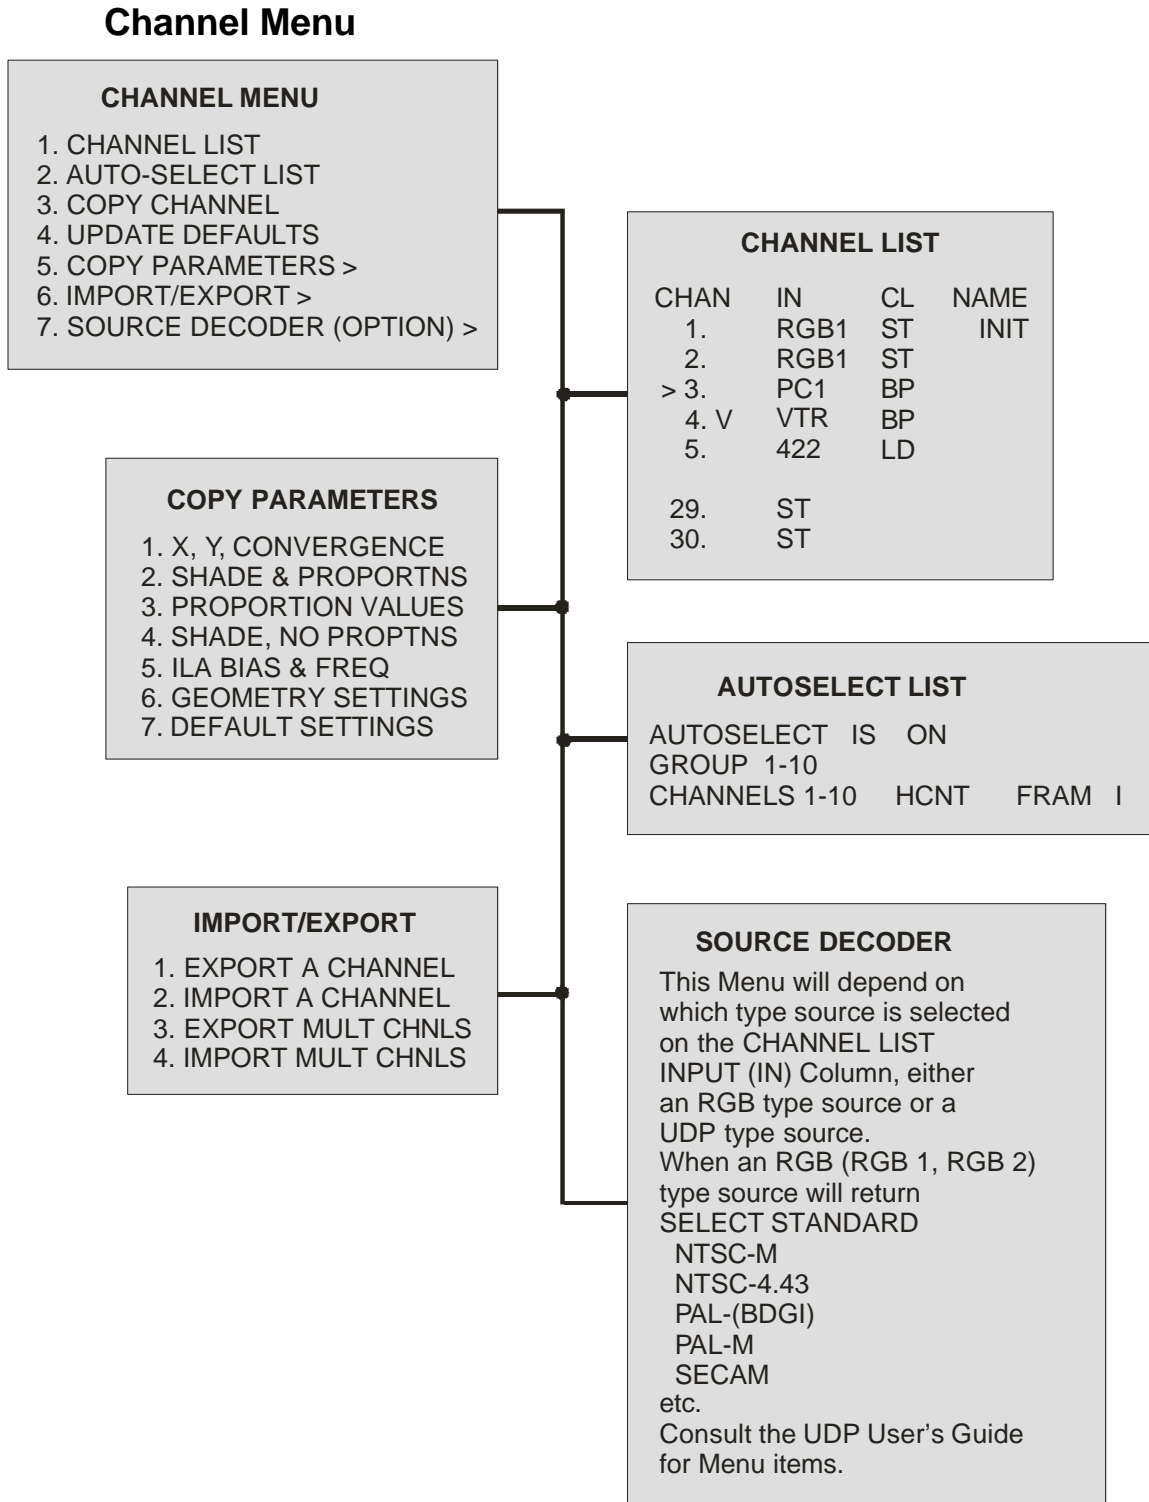 Channel Menu
CHANNEL MENU
1. CHANNEL LIST
2. AUTO-SELECT LIST
3. COPY CHANNEL
4. UPDATE DEFAULTS
5. COPY PARAMETERS >
6. IMPORT/EXPORT >
7. SOURCE DECODER (OPTION) >
CHANNEL LIST
CHAN IN CL NAME
1. RGB1 ST INIT
2. RGB1 ST
> 3. PC1 BP
4. V VTR BP
5. 422 LD
29. ST
30. ST
COPY PARAMETERS
1. X, Y, CONVERGENCE
2. SHADE & PROPORTNS
3. PROPORTION VALUES
4. SHADE, NO PROPTNS
5. ILA BIAS & FREQ
6. GEOMETRY SETTINGS
7. DEFAULT SETTINGS
AUTOSELECT LIST
AUTOSELECT IS ON
GROUP 1-10
CHANNELS 1-10 HCNT FRAM I
IMPORT/EXPORT
1. EXPORT A CHANNEL
2. IMPORT A CHANNEL
3. EXPORT MULT CHNLS
4. IMPORT MULT CHNLS
SOURCE DECODER
This Menu will depend on
which type source is selected
on the CHANNEL LIST
INPUT (IN) Column, either
an RGB type source or a
UDP type source.
When an RGB (RGB 1, RGB 2)
type source will return
SELECT STANDARD
NTSC-M
NTSC-4.43
PAL-(BDGI)
PAL-M
SECAM
etc.
Consult the UDP User's Guide
for Menu items.